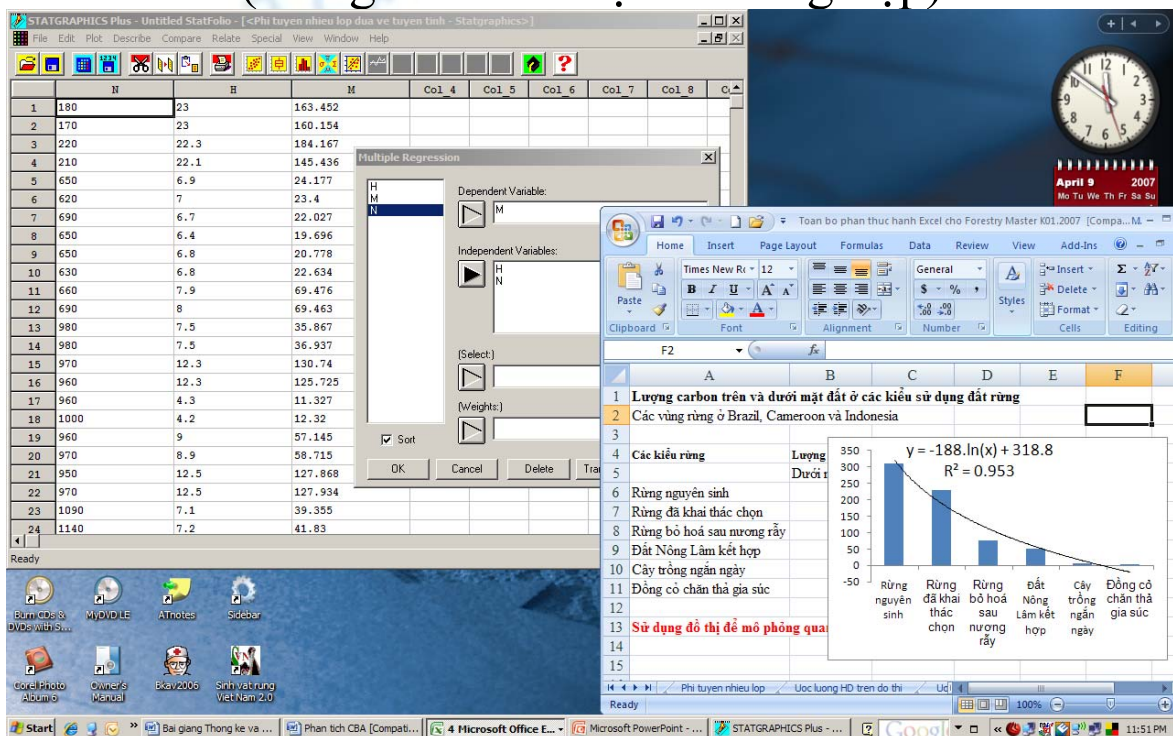 STATGRAPHICS Plus - Untitled StatFolio - [<Phi tuyen nhieu lop dua ve tuyen tinh - Statgraphics>]
File Edit Plot Describe Compare Relate Special View Window Help
N H M Col_4 Col_5 Col_6 Col_7 Col_8
1 180 23 163.452
2 170 23 160.154
3 220 22.3 184.167
4 210 22.1 145.436
5 650 6.9 24.177
6 620 7 23.4
7 690 6.7 22.027
8 650 6.4 19.696
9 650 6.8 20.778
10 630 6.8 22.634
11 660 7.9 69.476
12 690 8 69.463
13 980 7.5 35.867
14 980 7.5 36.937
15 970 12.3 130.74
16 960 12.3 125.725
17 960 4.3 11.327
18 1000 4.2 12.32
19 960 9 57.145
20 970 8.9 58.715
21 950 12.5 127.868
22 970 12.5 127.934
23 1090 7.1 39.355
24 1140 7.2 41.83
Ready
Multiple Regression
H
M
N
Dependent Variable:
M
Independent Variables:
H
N
(Select:)
(Weights:)
Sort
OK Cancel Delete
12 1 2 3 4 5 6 7 8 9 10 11
April 9 2007
Mo Tu We Th Fr Sa Su
Toan bo phan thuc hanh Excel cho Forestry Master K01.2007 [Compa...
Home Insert Page Layout Formulas Data Review View Add-Ins
Times New Ro 12 General Insert
Paste B I U $ % , Styles Delete
Format
Clipboard Font Alignment Number Cells Editing
F2 fx
A B C D E F
1 Lượng carbon trên và dưới mặt đất ở các kiểu sử dụng đất rừng
2 Các vùng rừng ở Brazil, Cameroon và Indonesia
3
4 Các kiểu rừng Lượng
5
6 Rừng nguyên sinh
7 Rừng đã khai thác chọn
8 Rừng bỏ hoá sau nương rẫy
9 Đất Nông Lâm kết hợp
10 Cây trồng ngắn ngày
11 Đồng cỏ chăn thả gia súc
12
13 Sử dụng đồ thị để mô phỏng
14
15
y = -188.ln(x) + 318.8
R² = 0.953
350
300
250
200
150
100
50
0
-50
Rừng nguyên sinh
Rừng đã khai thác chọn
Rừng bỏ hoá sau nương rẫy
Đất Nông Lâm kết hợp
Cây trồng ngắn ngày
Đồng cỏ chăn thả gia súc
Phi tuyen nhieu lop Uoc luong HD tren do thi
Ready 100%
Burn CDs & DVDs with S...
MyDVD LE
ATnotes
Sidebar
Corel Photo Album 6
Owner's Manual
Bkav2006
Sinh vat rung Viet Nam 2.0
Start Bai giang Thong ke va ... Phan tich CBA [Compati... 4 Microsoft Office E... Microsoft PowerPoint - ... STATGRAPHICS Plus - ... Google 11:51 PM